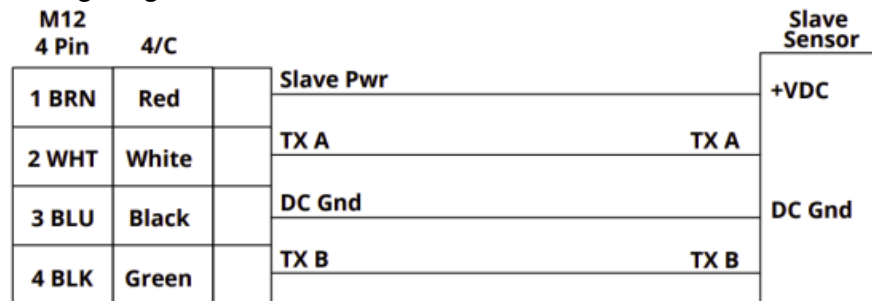 M12
4 Pin
4/C
Slave
Sensor
1 BRN Red Slave Pwr +VDC
2 WHT White TX A TX A
3 BLU Black DC Gnd DC Gnd
4 BLK Green TX B TX B